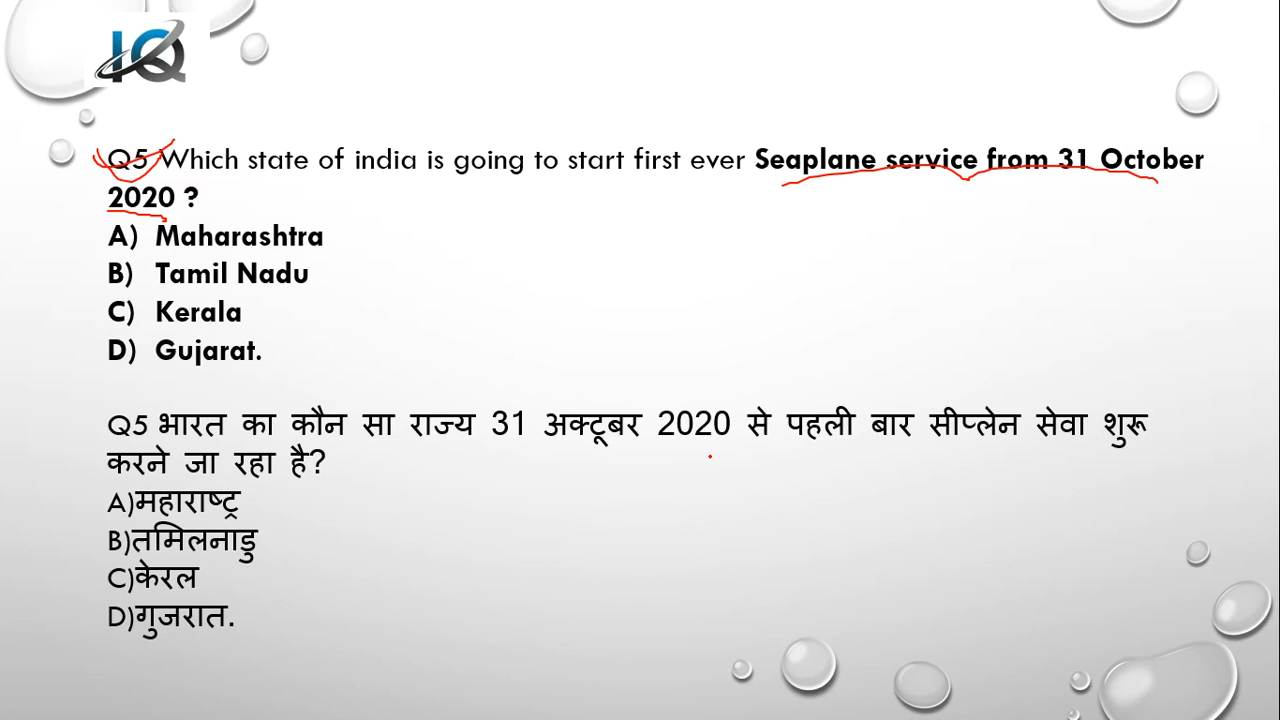 IQ
Q5 Which state of india is going to start first ever Seaplane service from 31 October
2020 ?
A) Maharashtra
B) Tamil Nadu
C) Kerala
D) Gujarat.
Q5 भारत का कौन सा राज्य 31 अक्टूबर 2020 से पहली बार सीप्लेन सेवा शुरू
करने जा रहा है?
A)महाराष्ट्र
B)तमिलनाडु
C)केरल
D)गुजरात.